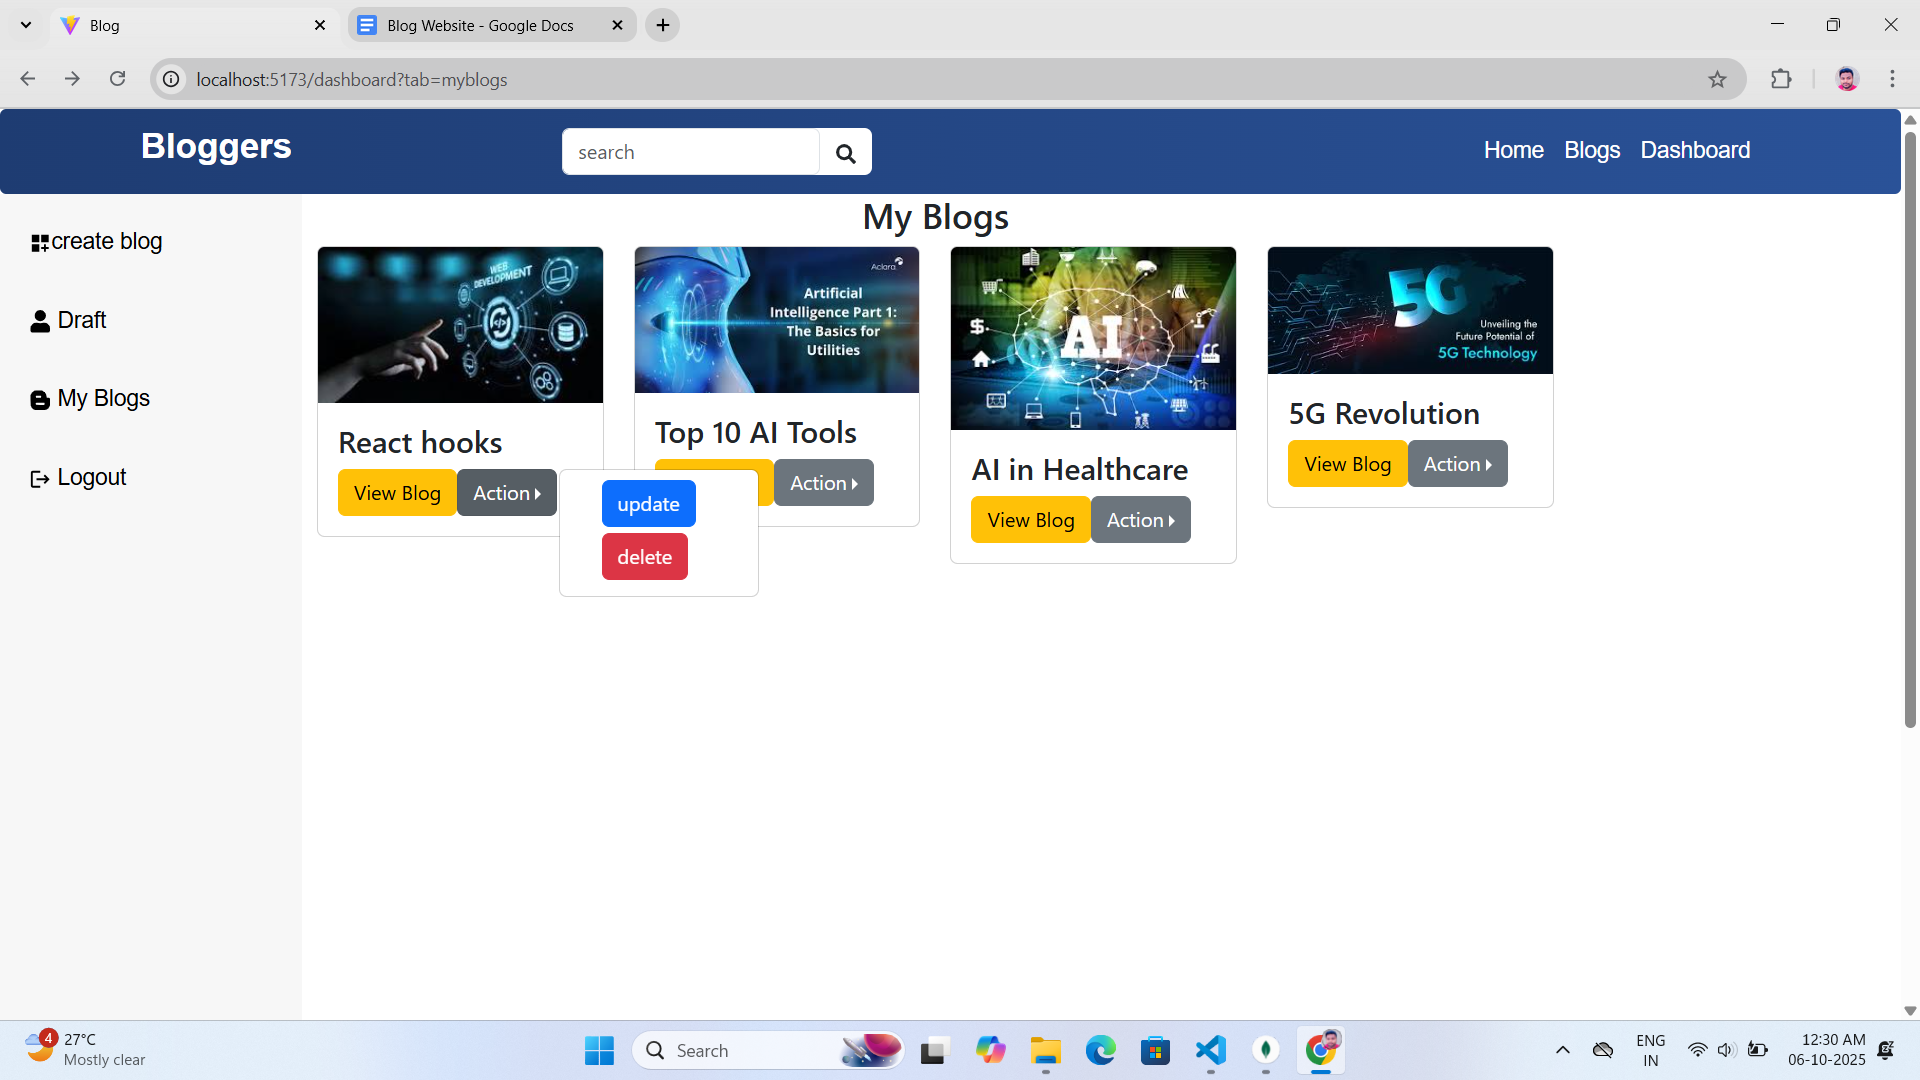 Blog
Blog Website - Google Docs
localhost:5173/dashboard?tab=myblogs
Bloggers
search
Home Blogs Dashboard
create blog
Draft
My Blogs
Logout
My Blogs
WEB
DEVELOPMENT
React hooks
View Blog
Action
update
delete
Aclara
Artificial
Intelligence Part 1:
The Basics for
Utilities
Top 10 AI Tools
Action
AI
AI in Healthcare
View Blog
Action
5G
Unveiling the
Future Potential of
5G Technology
5G Revolution
View Blog
Action
4
27°C
Mostly clear
Search
ENG
IN
12:30 AM
06-10-2025